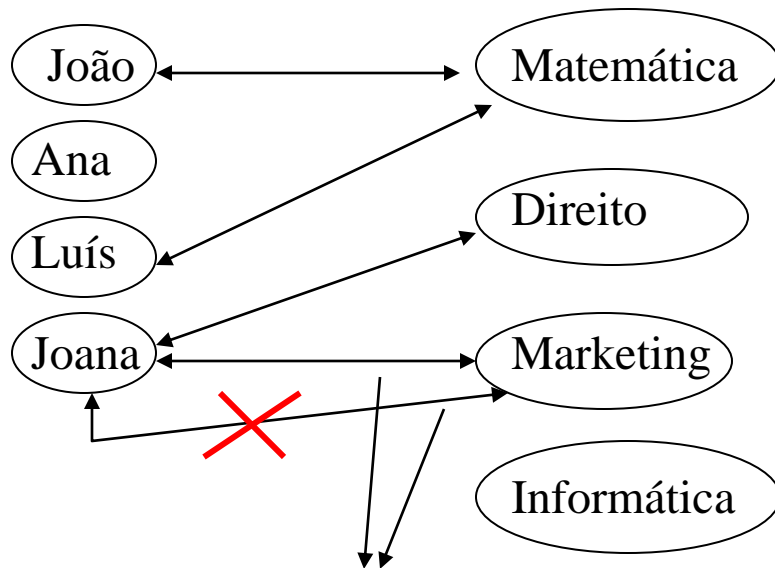 João
Matemática
Ana
Direito
Luís
Joana
Marketing
Informática